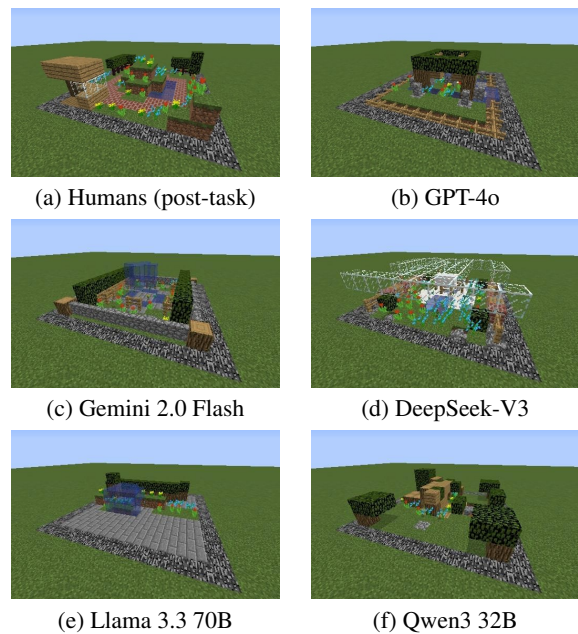 (a) Humans (post-task)
(b) GPT-4o
(c) Gemini 2.0 Flash
(d) DeepSeek-V3
(e) Llama 3.3 70B
(f) Qwen3 32B